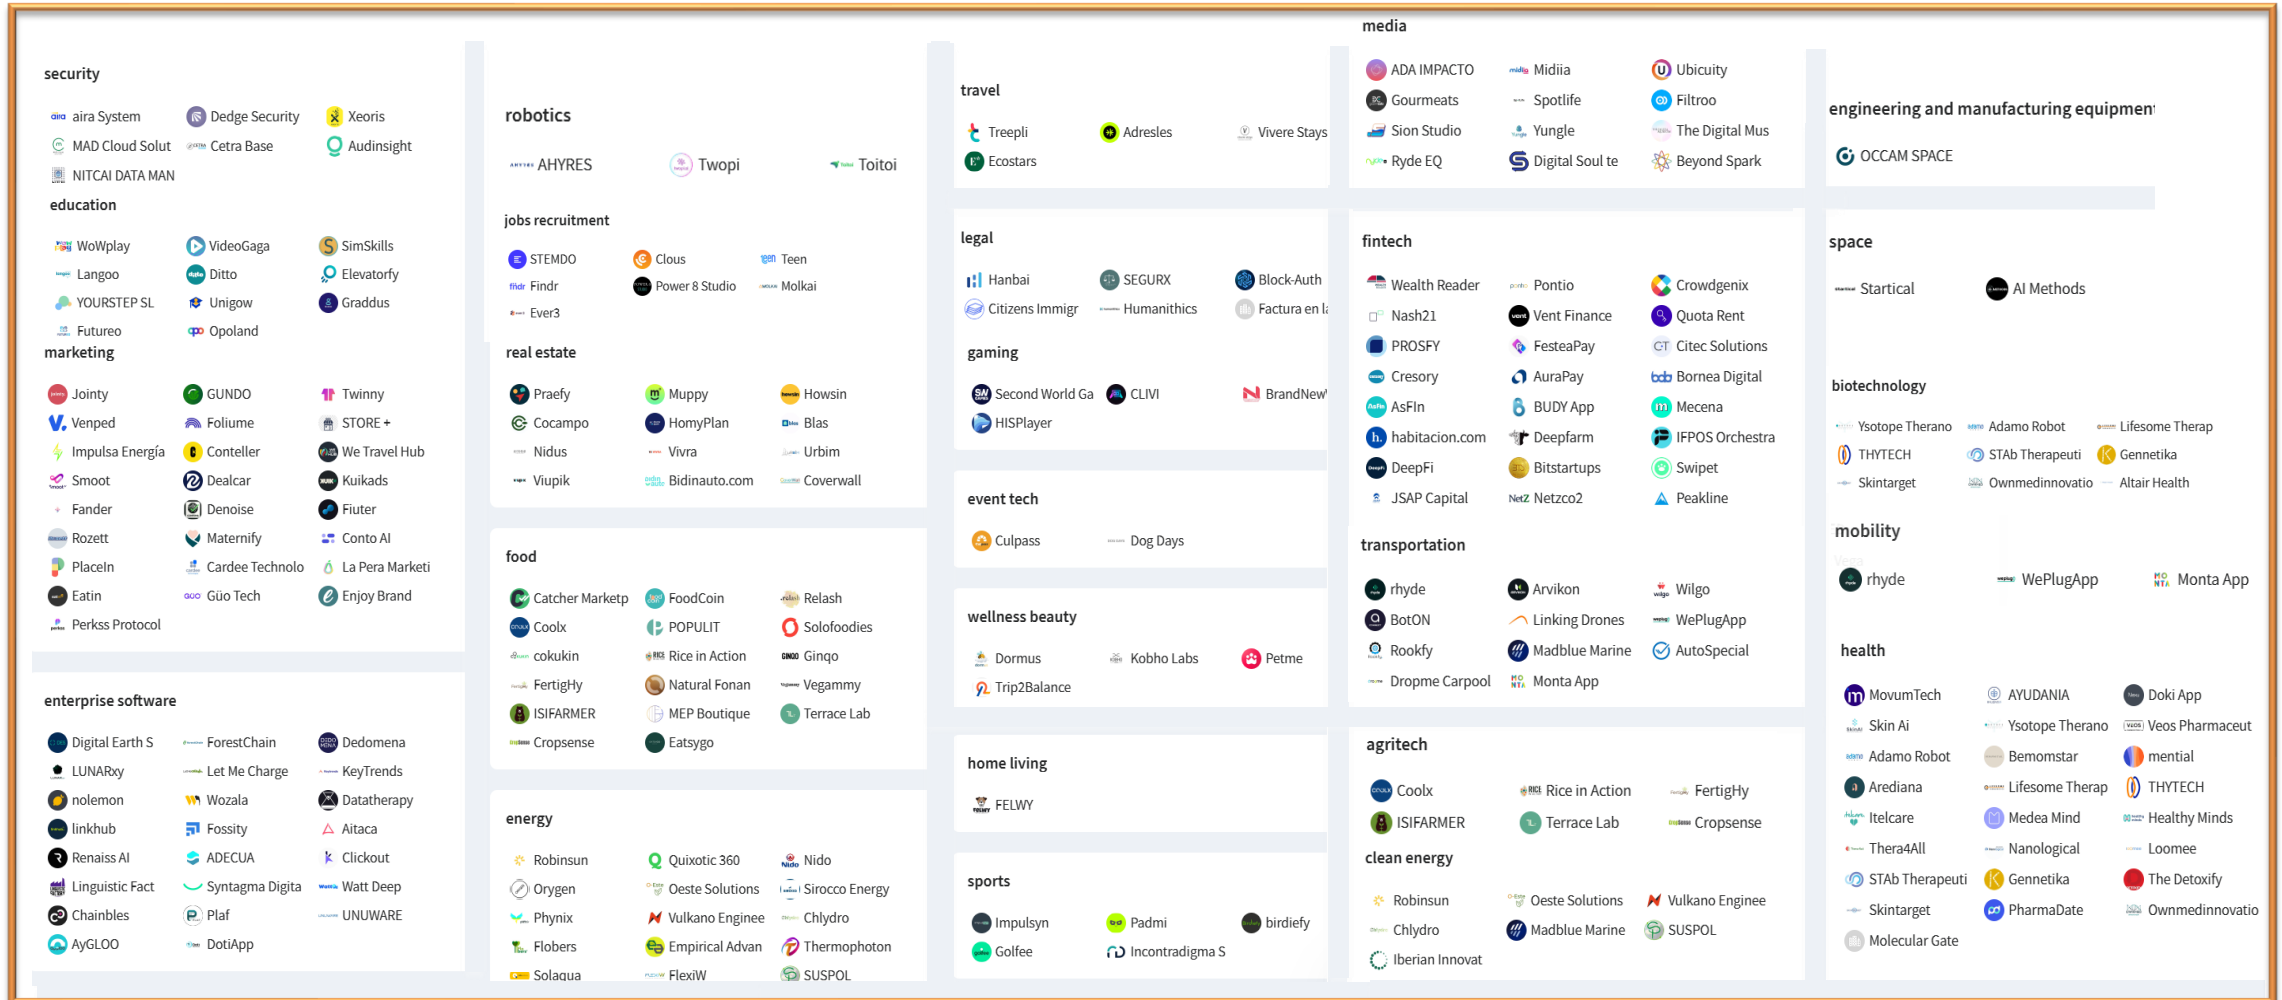 security
aira System Dedge Security Xeoris
MAD Cloud Solut Cetra Base Audinsight
NITCAI DATA MAN
education
WoWplay VideoGaga SimSkills
Langoo Ditto Elevatorfy
YOURSTEP SL Unigow Graddus
Futureo Opoland
marketing
Jointy GUNDO Twinny
Venped Foliume STORE +
Impulsa Energía Conteller We Travel Hub
Smoot Dealcar Kuikads
Fander Denoise Fiuter
Rozett Maternify Conto AI
PlaceIn Cardee Technolo La Pera Marketi
Eatin Güo Tech Enjoy Brand
Perkss Protocol
enterprise software
Digital Earth S ForestChain Dedomena
LUNARxy Let Me Charge KeyTrends
nolemon Wozala Datatherapy
linkhub Fossity Aitaca
Renaiss AI ADECUA Clickout
Linguistic Fact Syntagma Digita Watt Deep
Chainbles Plaf UNUWARE
AyGLOO DotiApp
robotics
AHYRES Twopi Toitoi
jobs recruitment
STEMDO Clous Teen
Findr Power 8 Studio Molkai
Ever3
real estate
Praefy Muppy Howsin
Cocampo HomyPlan Blas
Nidus Vivra Urbim
Viupik Bidinauto.com Coverwall
food
Catcher Marketp FoodCoin Relash
Coolx POPULIT Solofoodies
cokukin Rice in Action Ginqo
FertigHy Natural Fonan Vegammy
ISIFARMER MEP Boutique Terrace Lab
Cropsense Eatsygo
energy
Robinsun Quixotic 360 Nido
Orygen Oeste Solutions Sirocco Energy
Phynix Vulkano Enginee Chlydro
Flobers Empirical Advan Thermophoton
Solaqua FlexiW SUSPOL
travel
Treepli Adresles Vivere Stays
Ecostars
legal
Hanbai SEGURX Block-Auth
Citizens Immigr Humanithics Factura en la
gaming
Second World Ga CLIVI BrandNewV
HISPlayer
event tech
Culpass Dog Days
wellness beauty
Dormus Kobho Labs Petme
Trip2Balance
home living
FELWY
sports
Impulsyn Padmi birdiefy
Golfee Incontradigma S
media
ADA IMPACTO Midiia Ubicuity
Gourmeats Spotlife Filtroo
Sion Studio Yungle The Digital Mus
Ryde EQ Digital Soul te Beyond Spark
fintech
Wealth Reader Pontio Crowdgenix
Nash21 Vent Finance Quota Rent
PROSFY FesteaPay Citec Solutions
Cresory AuraPay Bornea Digital
AsFIn BUDY App Mecena
habitacion.com Deepfarm IFPOS Orchestra
DeepFi Bitstartups Swipet
JSAP Capital Netzco2 Peakline
transportation
rhyde Arvikon Wilgo
BotON Linking Drones WePlugApp
Rookfy Madblue Marine AutoSpecial
Dropme Carpool Monta App
agritech
Coolx Rice in Action FertigHy
ISIFARMER Terrace Lab Cropsense
clean energy
Robinsun Oeste Solutions Vulkano Enginee
Chlydro Madblue Marine SUSPOL
Iberian Innovat
engineering and manufacturing equipment
OCCAM SPACE
space
Startical AI Methods
biotechnology
Ysotope Therano Adamo Robot Lifesome Therap
THYTECH STAb Therapeuti Gennetika
Skintarget Ownmedinnovatio Altair Health
mobility
rhyde WePlugApp Monta App
health
MovumTech AYUDANIA Doki App
Skin Ai Ysotope Therano Veos Pharmaceut
Adamo Robot Bemomstar mential
Arediana Lifesome Therap THYTECH
Itelcare Medea Mind Healthy Minds
Thera4All Nanological Loomee
STAb Therapeuti Gennetika The Detoxify
Skintarget PharmaDate Ownmedinnovatio
Molecular Gate